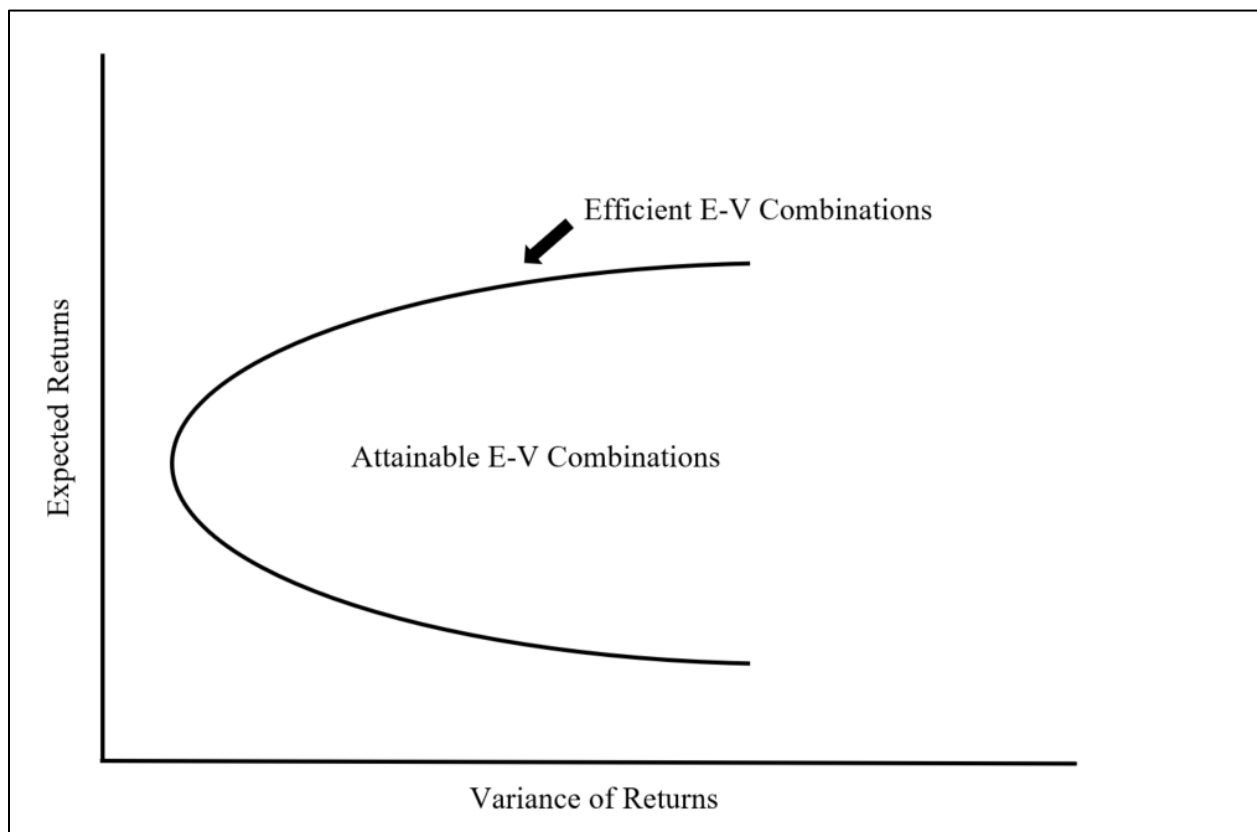 Efficient E-V Combinations
Expected Returns
Attainable E-V Combinations
Variance of Returns